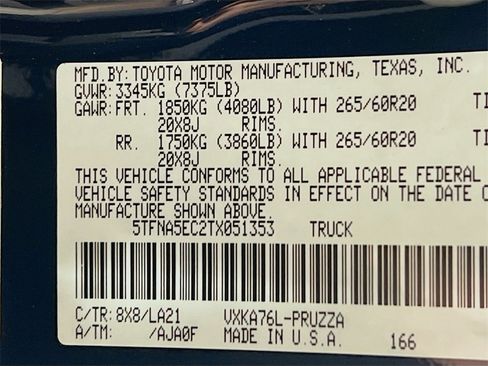 MFD.BY:TOYOTA MOTOR MANUFACTURING, TEXAS, INC.
GVWR:3345KG (7375LB)
GAWR:FRT. 1850KG (4080LB) WITH 265/60R20 TI
20X8J RIMS.
RR. 1750KG (3860LB) WITH 265/60R20 TI
20X8J RIMS.
THIS VEHICLE CONFORMS TO ALL APPLICABLE FEDERAL
VEHICLE SAFETY STANDARDS IN EFFECT ON THE DATE O
MANUFACTURE SHOWN ABOVE.
5TFNA5EC2TX051353 TRUCK
C/TR:8X8/LA21 VXKA76L-PRUZZA
A/TM: /AJA0F MADE IN U.S.A. 166